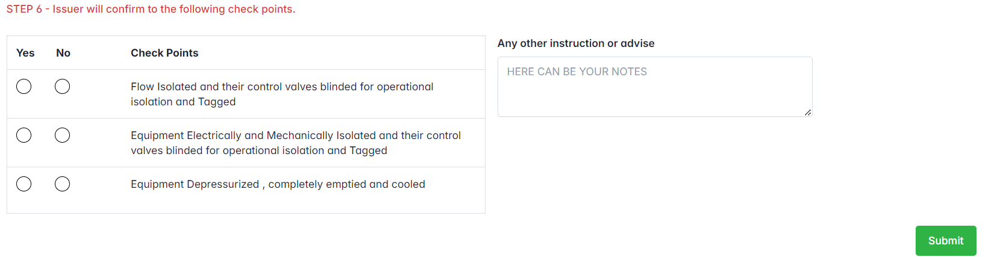 STEP 6 - Issuer will confirm to the following check points.
Yes No Check Points
Flow Isolated and their control valves blinded for operational
isolation and Tagged
Equipment Electrically and Mechanically Isolated and their control
valves blinded for operational isolation and Tagged
Equipment Depressurized , completely emptied and cooled
Any other instruction or advise
HERE CAN BE YOUR NOTES
Submit